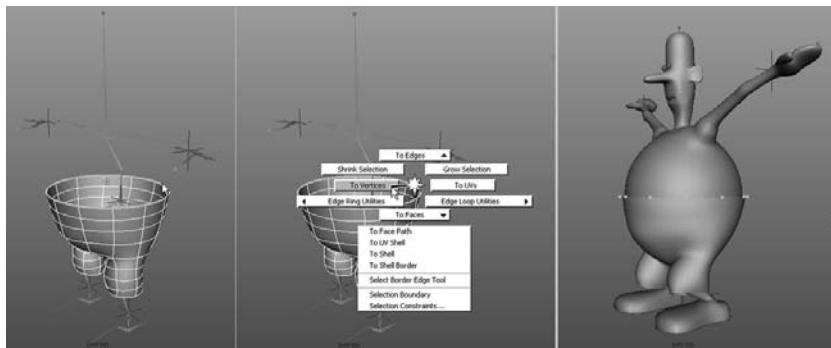 To Edges
Shrink Selection
Grow Selection
To Vertices
To UVs
Edge Ring Utilities
Edge Loop Utilities
To Faces
To Face Path
To UV Shell
To Shell
To Shell Border
Select Border Edge Tool
Selection Boundary
Selection Constraints....